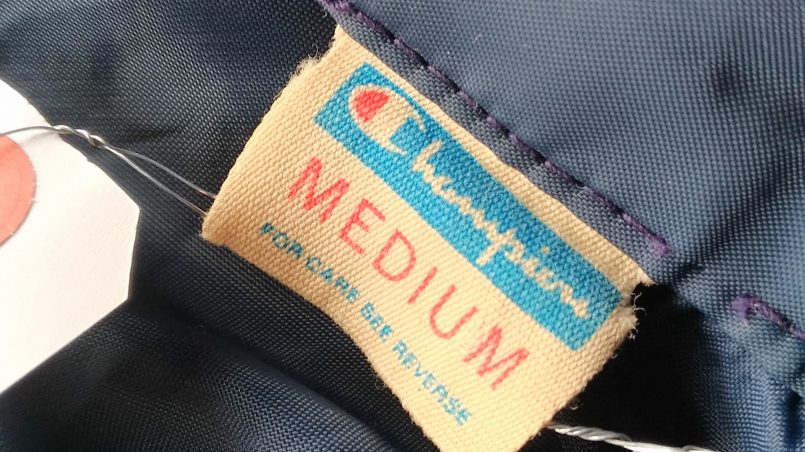 Champion
MEDIUM
FOR CARE SEE REVERSE